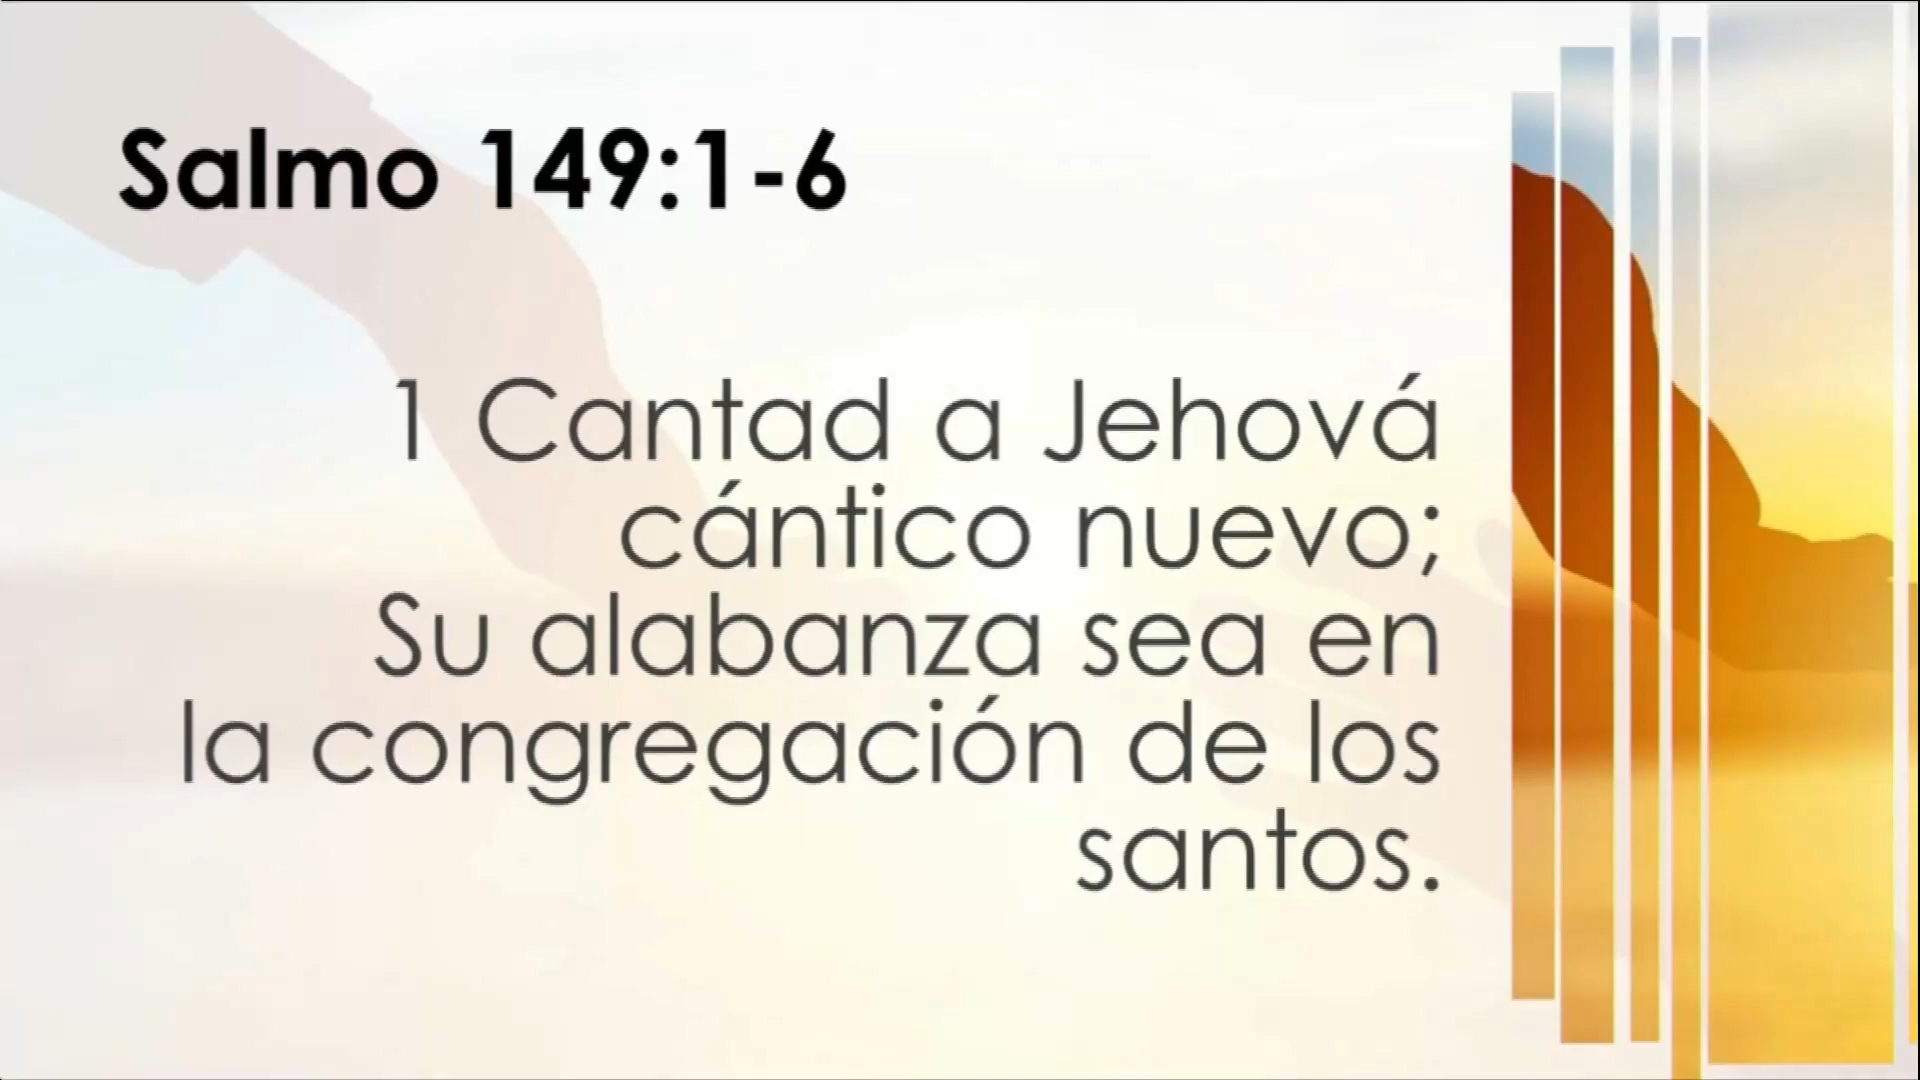 Salmo 149:1-6
1 Cantad a Jehová
cántico nuevo;
Su alabanza sea en
la congregación de los
santos.